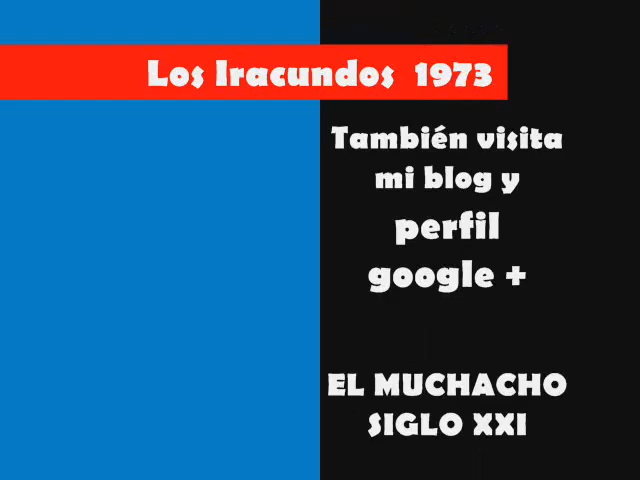 Los Iracundos 1973
También visita
mi blog y
perfil
google +
EL MUCHACHO
SIGLO XXI